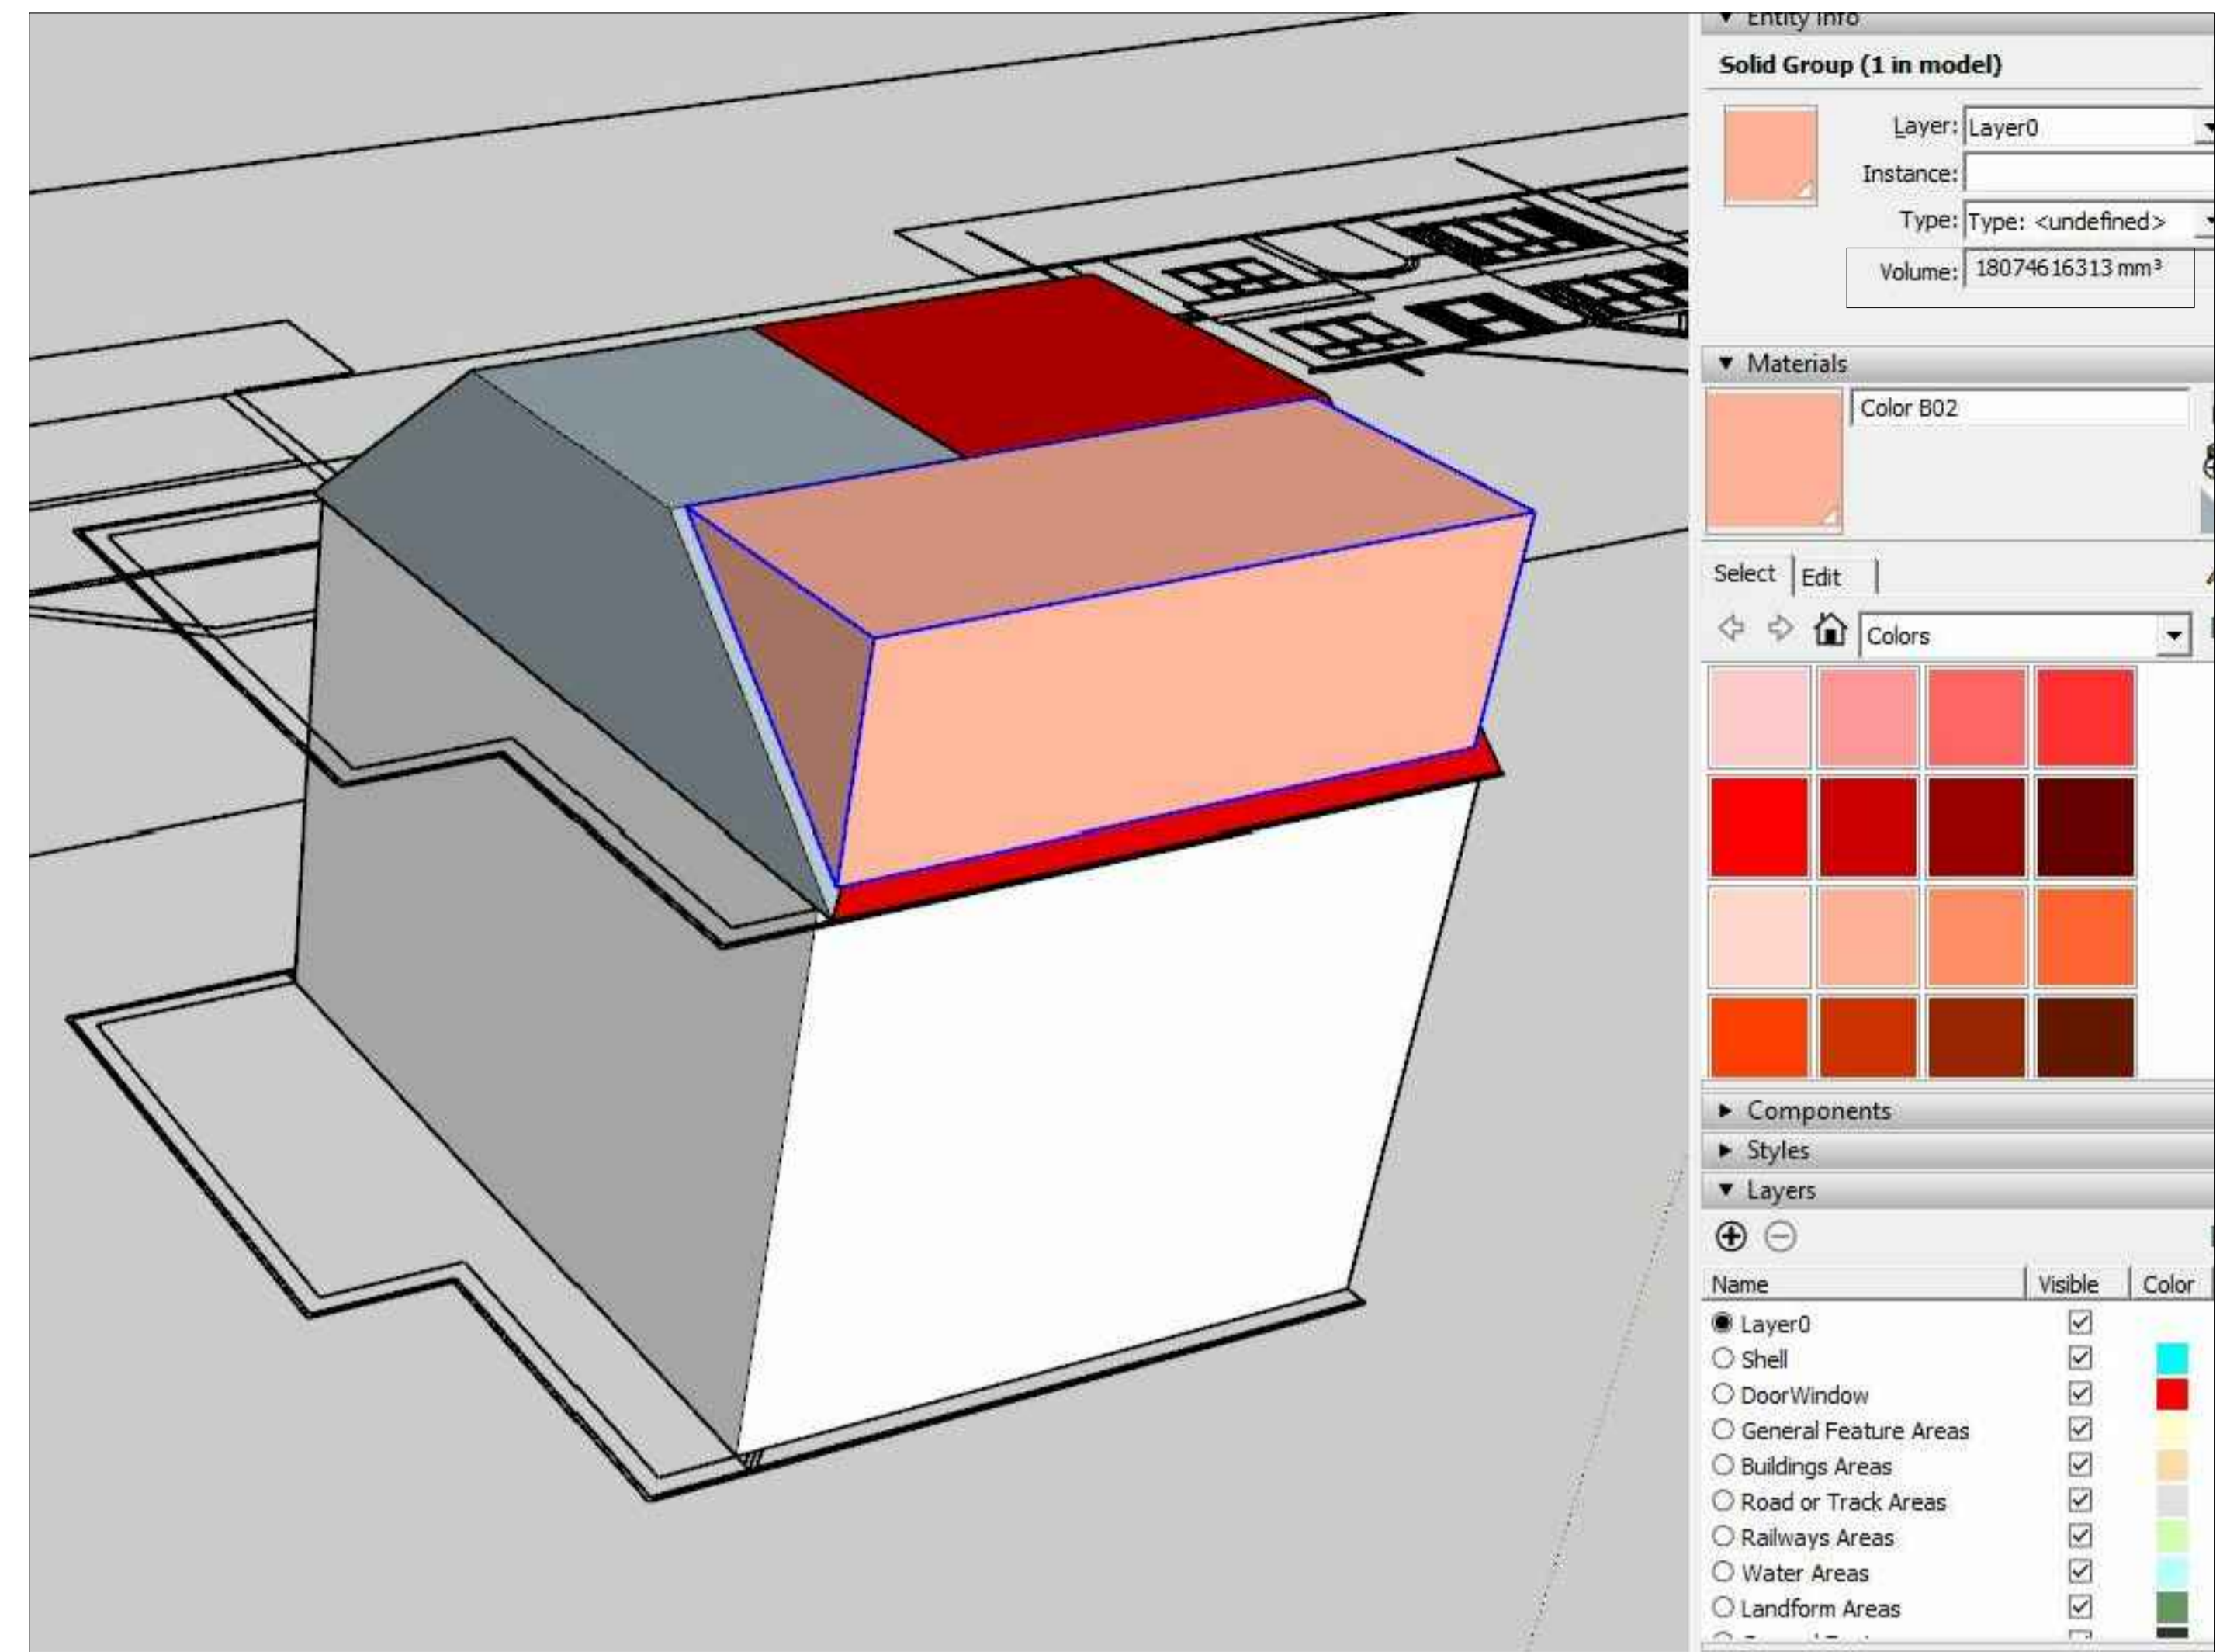 Entity Info
Solid Group (1 in model)
Layer: Layer0
Instance:
Type: Type: <undefined>
Volume: 18074616313 mm³
Materials
Color B02
Select Edit
Colors
Components
Styles
Layers
Name Visible Color
Layer0
Shell
DoorWindow
General Feature Areas
Buildings Areas
Road or Track Areas
Railways Areas
Water Areas
Landform Areas